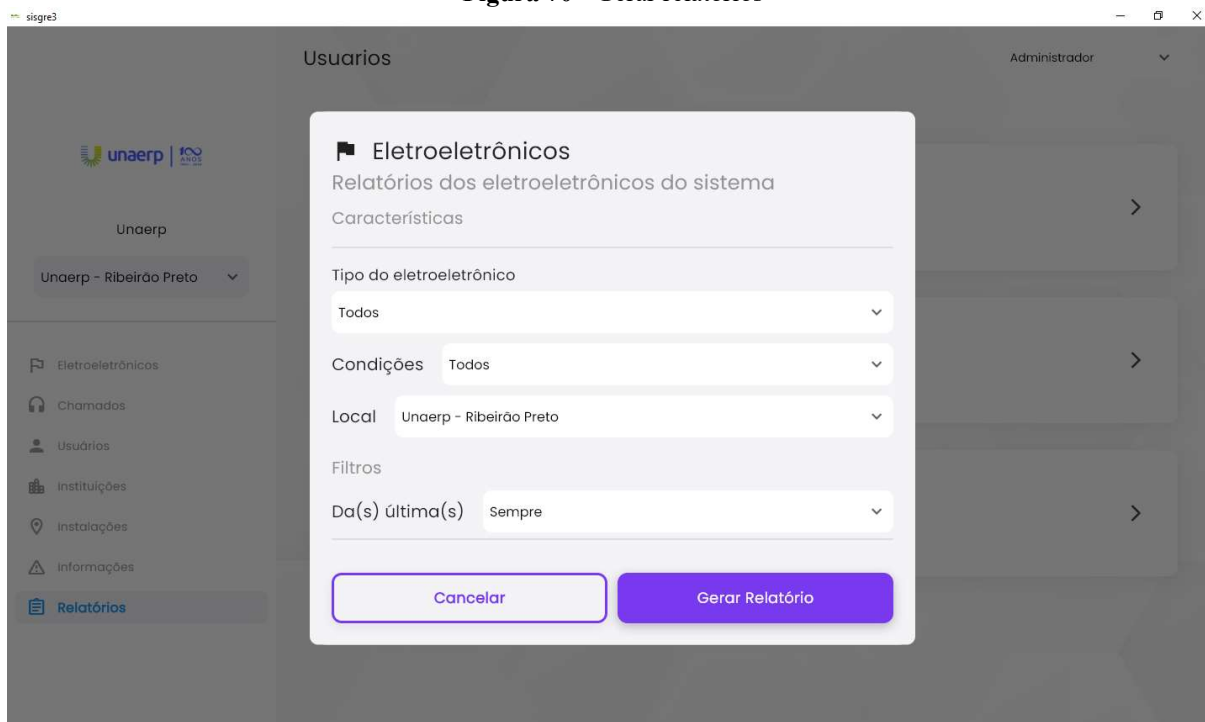 sisgre3
Usuarios
Administrador
unaerp | 100
ANOS
Unaerp
Unaerp - Ribeirão Preto
Eletroeletrônicos
Chamados
Usuários
Instituições
Instalações
Informações
Relatórios
Eletroeletrônicos
Relatórios dos eletroeletrônicos do sistema
Características
Tipo do eletroeletrônico
Todos
Condições Todos
Local Unaerp - Ribeirão Preto
Filtros
Da(s) última(s) Sempre
Cancelar Gerar Relatório